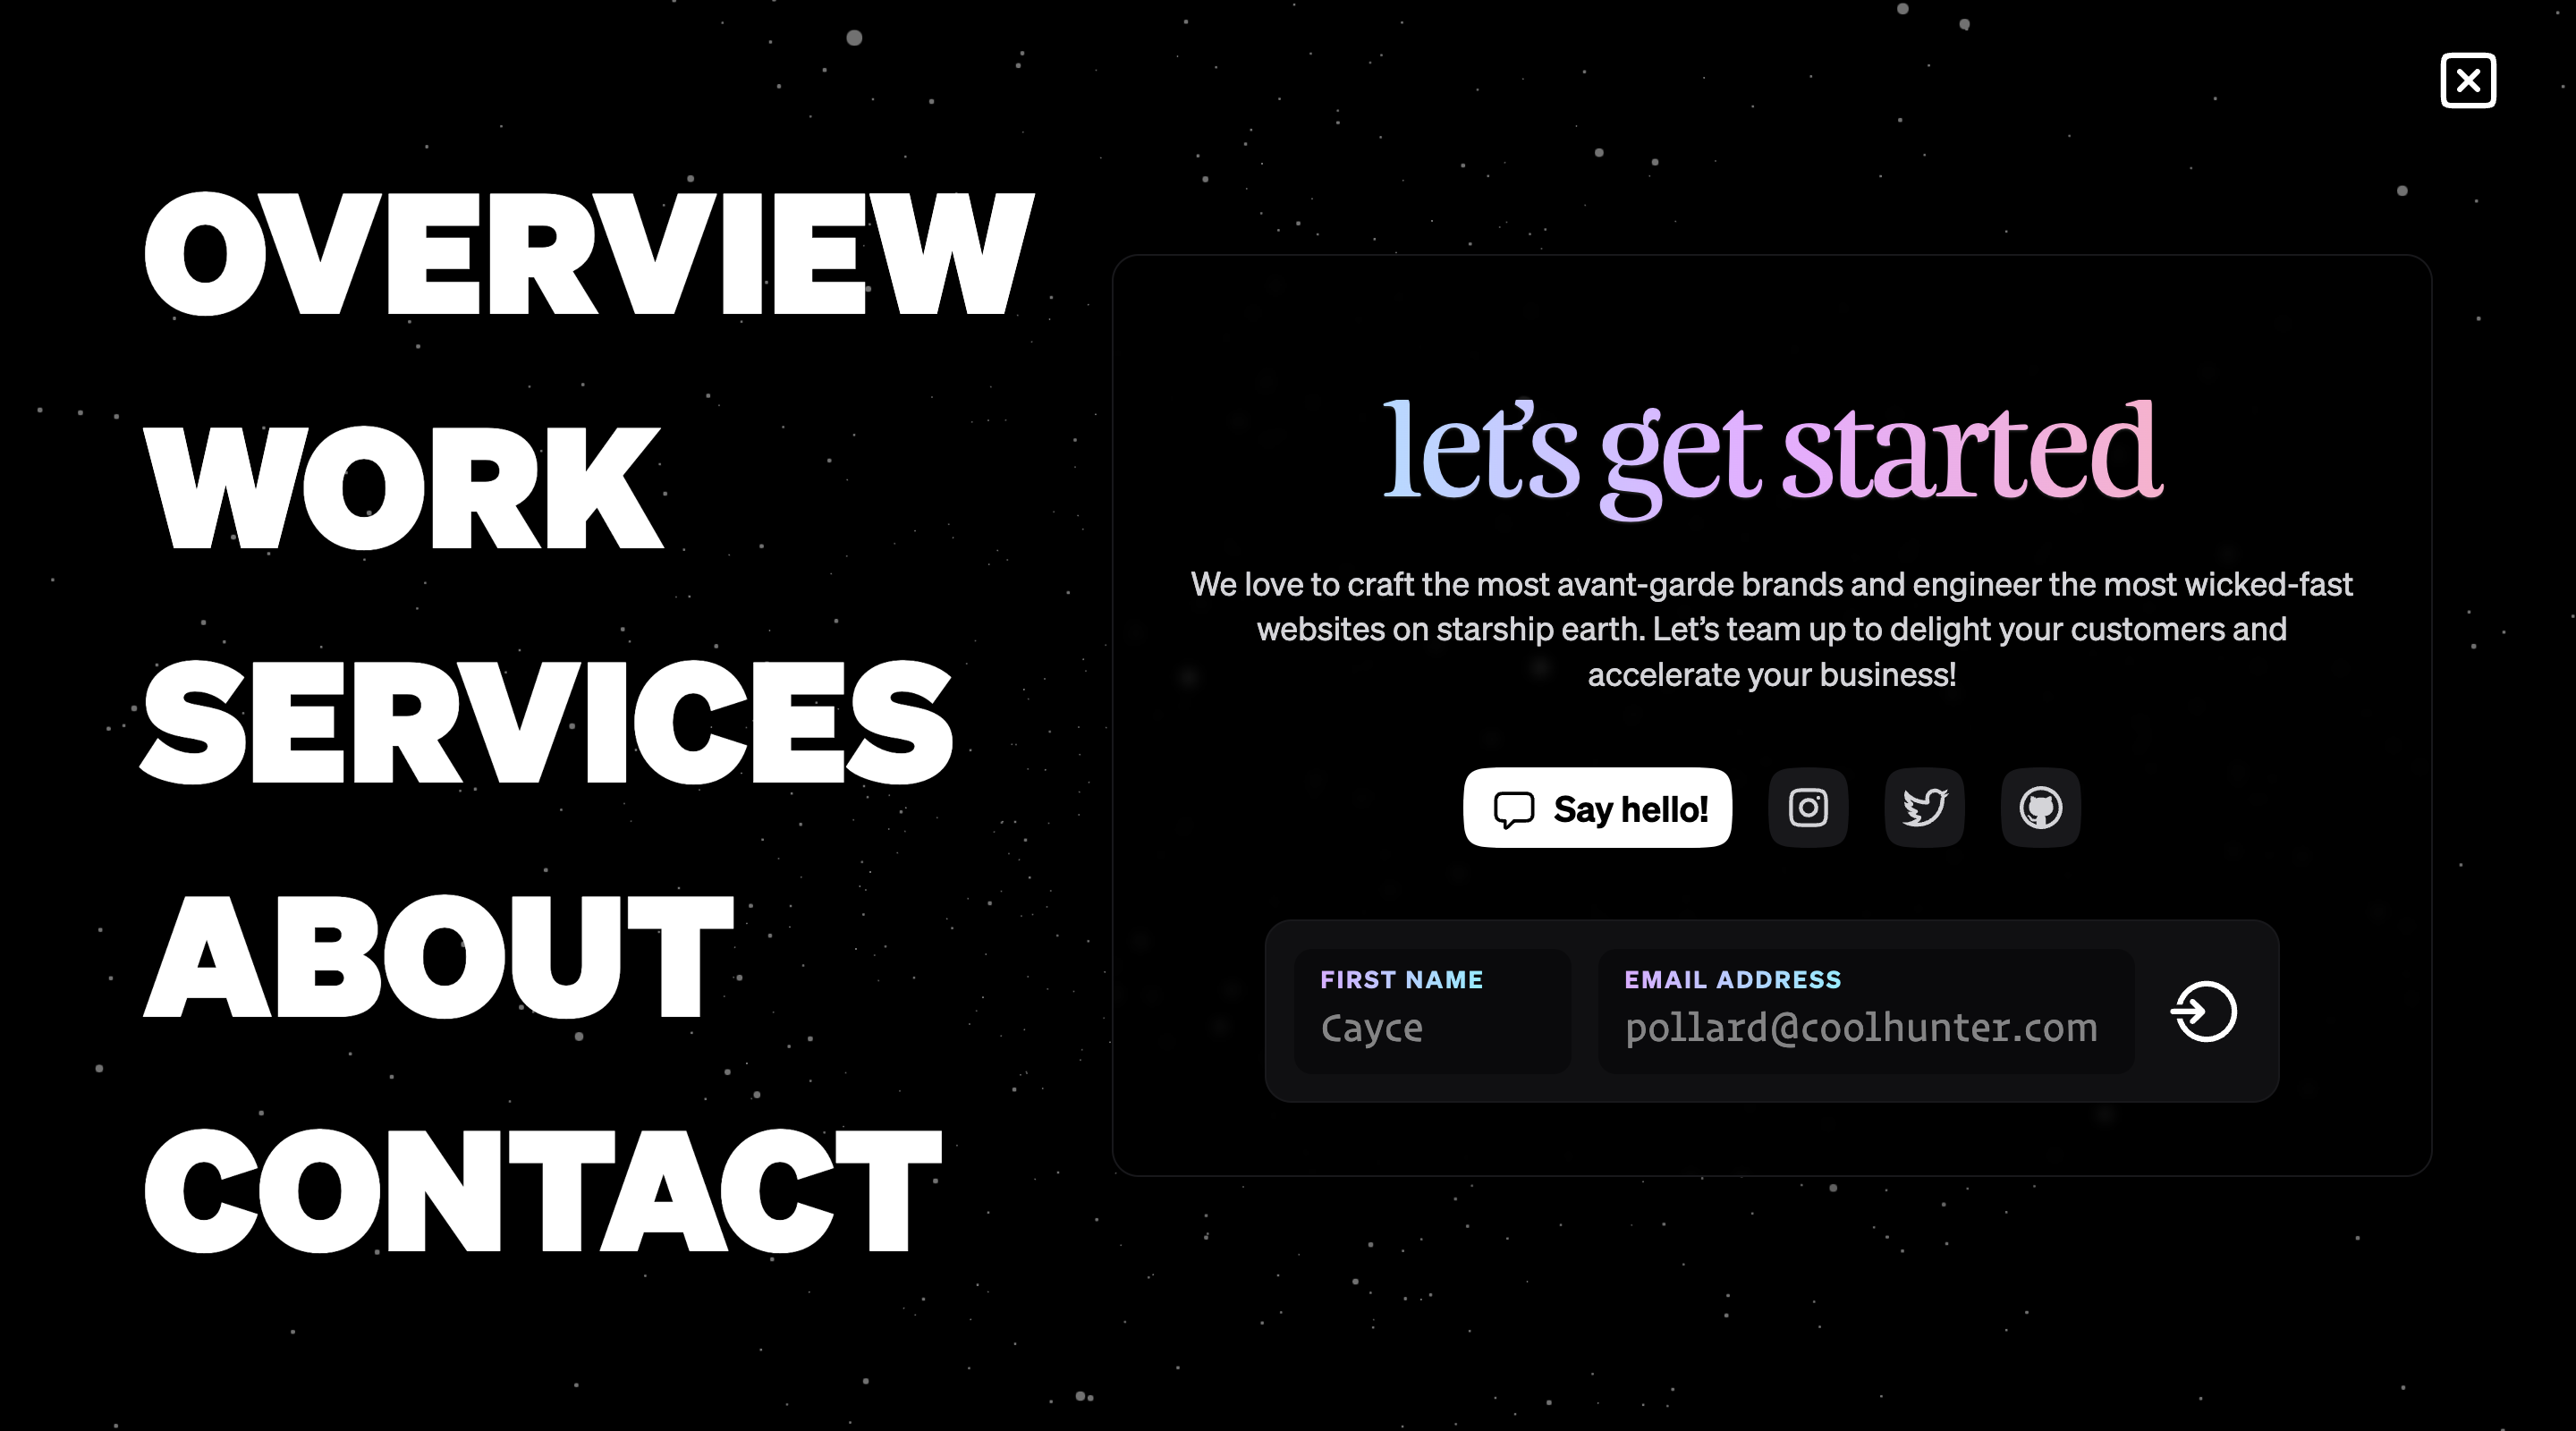 OVERVIEW
WORK
SERVICES
ABOUT
CONTACT
let’s get started
We love to craft the most avant-garde brands and engineer the most wicked-fast
websites on starship earth. Let’s team up to delight your customers and
accelerate your business!
Say hello!
FIRST NAME
Cayce
EMAIL ADDRESS
pollard@coolhunter.com